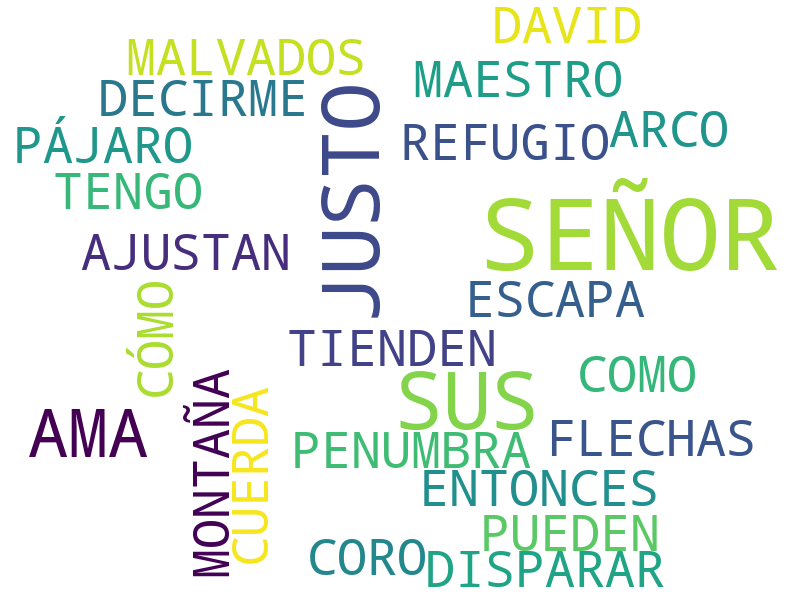 DAVID
MALVADOS
MAESTRO
DECIRME
JUSTO
ARCO
REFUGIO
PÁJARO
TENGO
SEÑOR
AJUSTAN
ESCAPA
CÓMO
TIENDEN
COMO
SUS
AMA
MONTAÑA
CUERDA
FLECHAS
PENUMBRA
ENTONCES
PUEDEN
CORO
DISPARAR